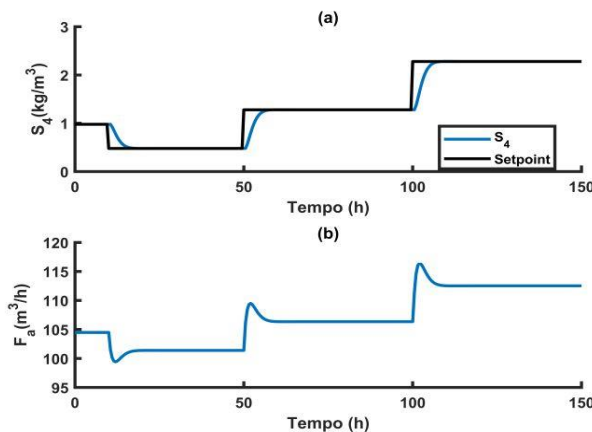 (a)
3
2
1
0
S₄(kg/m³)
0 50 100 150
Tempo (h)
S₄
Setpoint
(b)
120
115
110
105
100
95
Fₐ(m³/h)
0 50 100 150
Tempo (h)